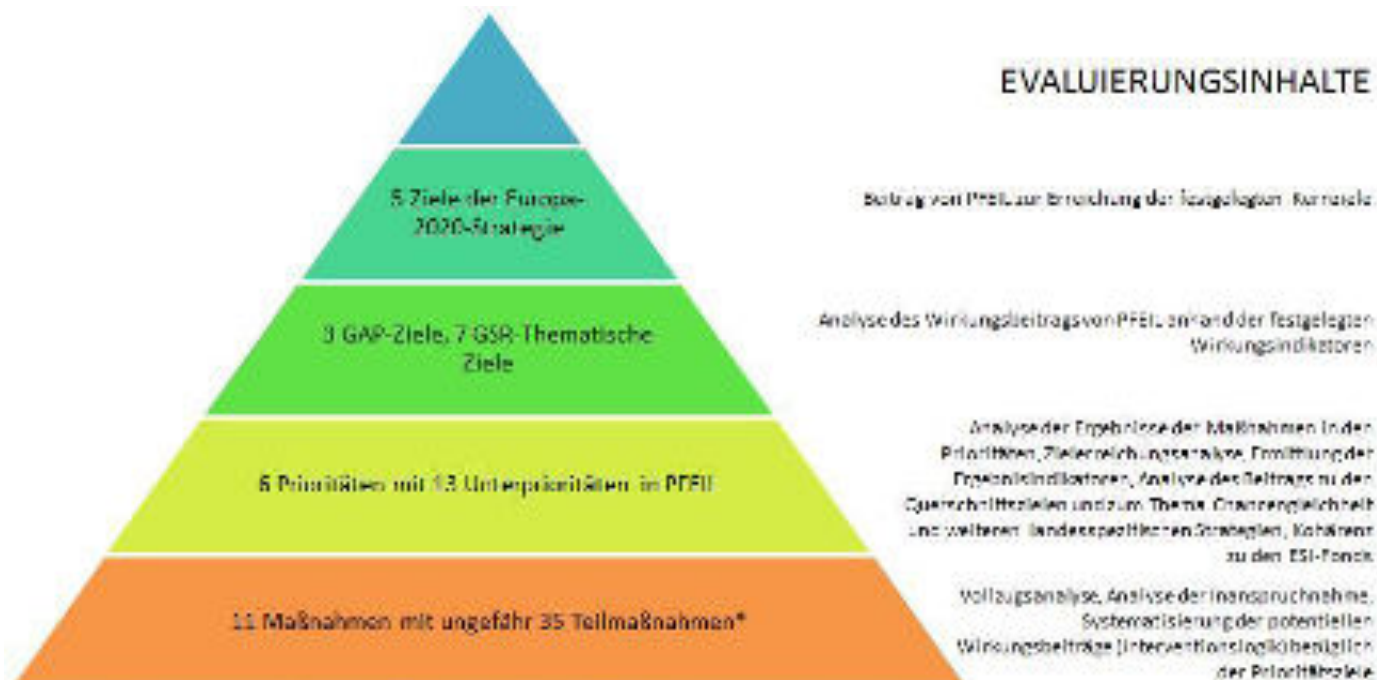 EVALUIERUNGSINHALTE
5 Ziele der Europa-
2020-Strategie
Beitrag von PFEIL zur Erreichung der festgelegten Kernziele
3 GAP-Ziele, 7 GSR-Thematische
Ziele
Analyse des Wirkungsbeitrags von PFEIL anhand der festgelegten
Wirkungsindikatoren
6 Prioritäten mit 13 Unterprioritäten in PFEIL
Analyse der Ergebnisse der Maßnahmen in den
Prioritäten, Zielerreichungsanalyse, Ermittlung der
Ergebnisindikatoren, Analyse des Beitrags zu den
Querschnittszielen und zum Thema Chancengleichheit
und weiteren landesspezifischen Strategien, Kohärenz
zu den ESI-Fonds
11 Maßnahmen mit ungefähr 35 Teilmaßnahmen*
Vollzugsanalyse, Analyse der Inanspruchnahme,
Systematisierung der potentiellen
Wirkungsbeiträge (Interventionslogik) bezüglich
der Prioritätsziele